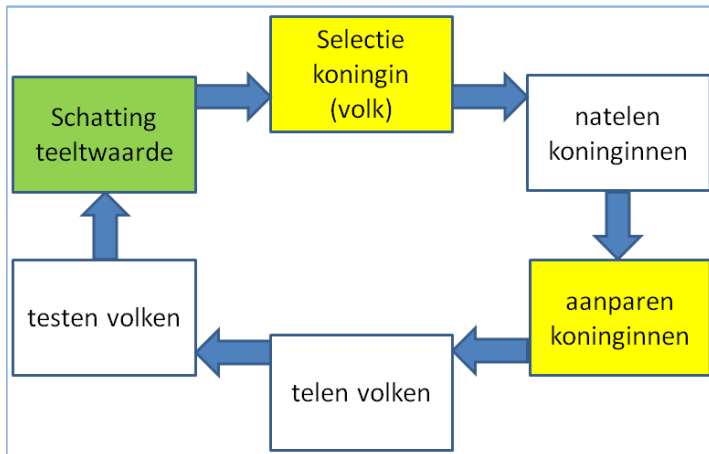 Selectie
koningin
(volk)
Schatting
teeltwaarde
natelen
koninginnen
testen volken
aanparen
koninginnen
telen volken